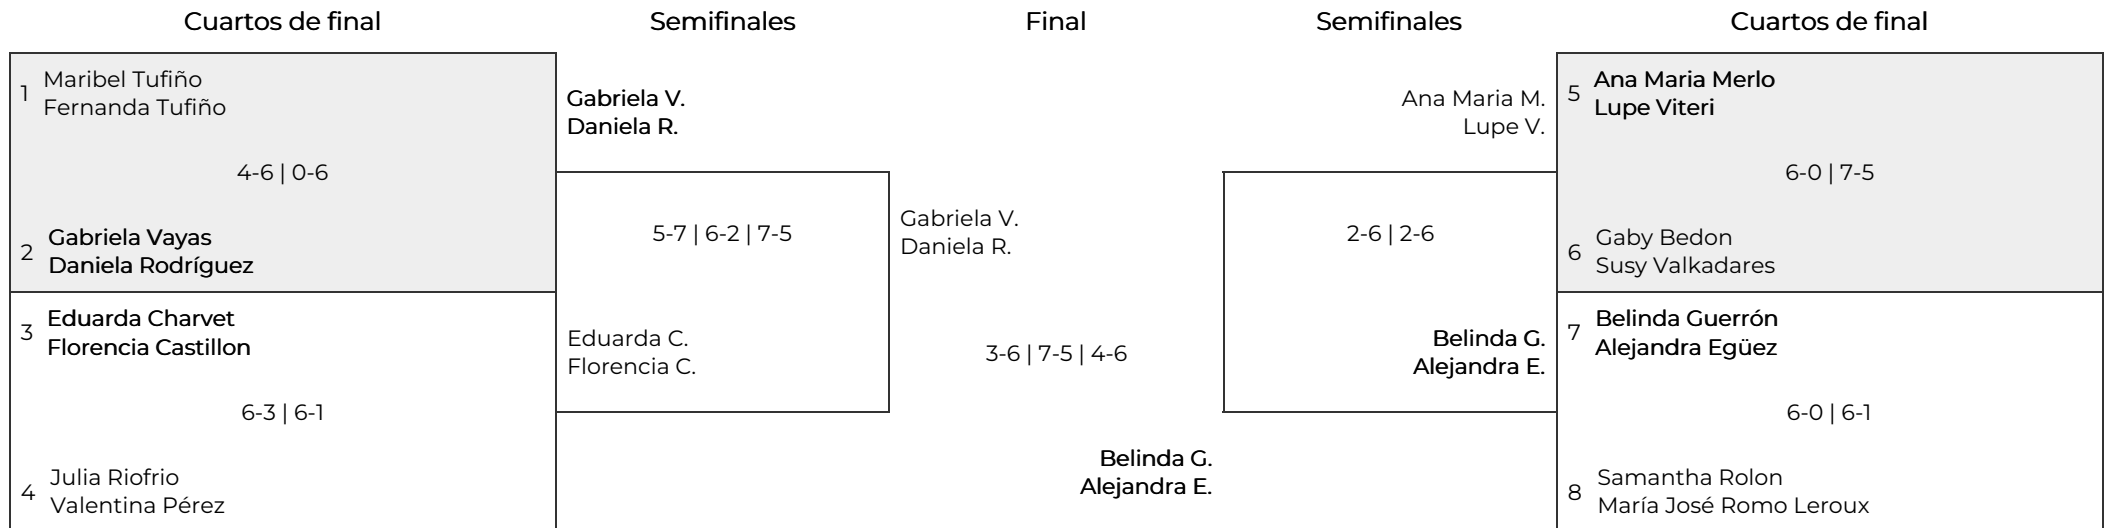 Cuartos de final
Semifinales
Final
Semifinales
Cuartos de final
1
Maribel Tufiño
Fernanda Tufiño
4-6 | 0-6
2
Gabriela Vayas
Daniela Rodríguez
3
Eduarda Charvet
Florencia Castillon
6-3 | 6-1
4
Julia Riofrio
Valentina Pérez
Gabriela V.
Daniela R.
5-7 | 6-2 | 7-5
Eduarda C.
Florencia C.
Gabriela V.
Daniela R.
3-6 | 7-5 | 4-6
Belinda G.
Alejandra E.
Ana Maria M.
Lupe V.
2-6 | 2-6
Belinda G.
Alejandra E.
5
Ana Maria Merlo
Lupe Viteri
6-0 | 7-5
6
Gaby Bedon
Susy Valkadares
7
Belinda Guerrón
Alejandra Egüez
6-0 | 6-1
8
Samantha Rolon
María José Romo Leroux